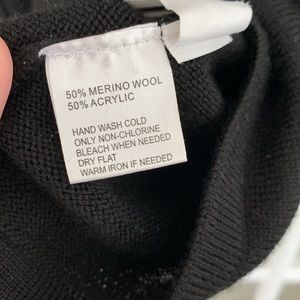 50% MERINO WOOL
50% ACRYLIC
HAND WASH COLD
ONLY NON-CHLORINE
BLEACH WHEN NEEDED
DRY FLAT
WARM IRON IF NEEDED